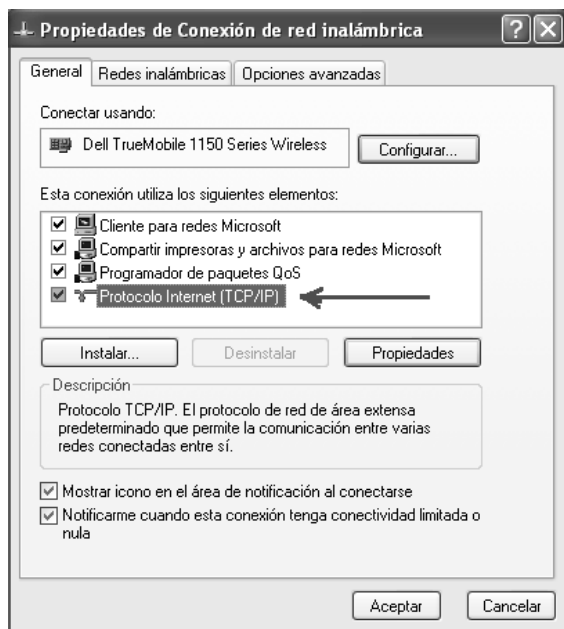 Propiedades de Conexión de red inalámbrica
General Redes inalámbricas Opciones avanzadas
Conectar usando:
Dell TrueMobile 1150 Series Wireless
Configurar...
Esta conexión utiliza los siguientes elementos:
Cliente para redes Microsoft
Compartir impresoras y archivos para redes Microsoft
Programador de paquetes QoS
Protocolo Internet (TCP/IP)
Instalar... Desinstalar Propiedades
Descripción
Protocolo TCP/IP. El protocolo de red de área extensa
predeterminado que permite la comunicación entre varias
redes conectadas entre sí.
Mostrar icono en el área de notificación al conectarse
Notificarme cuando esta conexión tenga conectividad limitada o
nula
Aceptar Cancelar